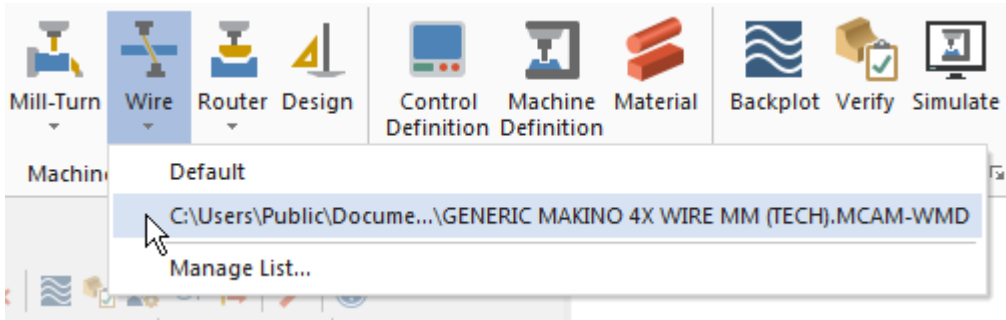 Mill-Turn Wire Router Design Control Definition Machine Definition Material Backplot Verify Simulate
Machin
Default
C:\Users\Public\Docume...\GENERIC MAKINO 4X WIRE MM (TECH).MCAM-WMD
Manage List...